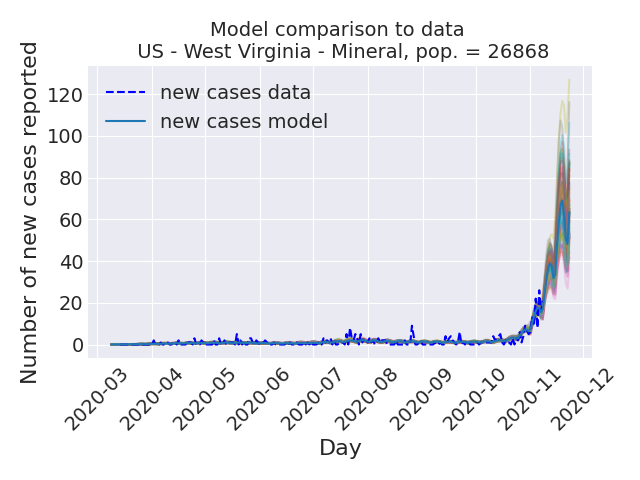 Model comparison to data
US - West Virginia - Mineral, pop. = 26868
Number of new cases reported
120
100
80
60
40
20
0
new cases data
new cases model
2020-03
2020-04
2020-05
2020-06
2020-07
2020-08
2020-09
2020-10
2020-11
2020-12
Day